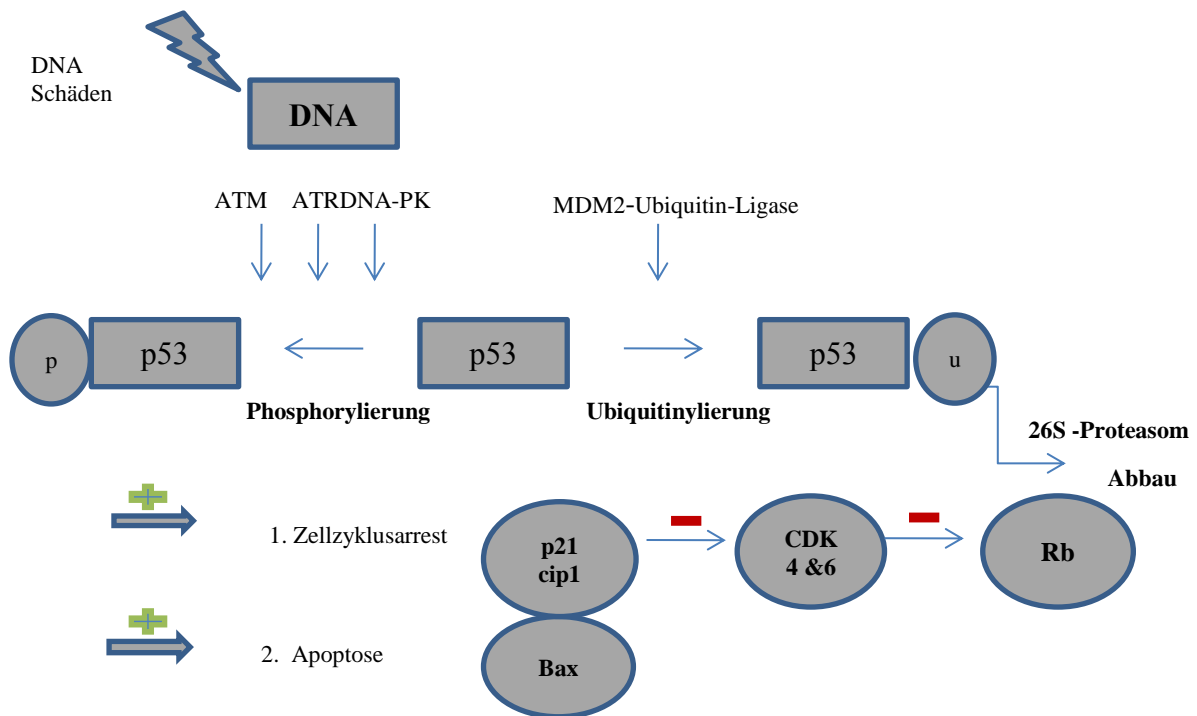 DNA
Schäden
DNA
ATM ATRDNA-PK
MDM2-Ubiquitin-Ligase
p
p53
p53
p53
u
Phosphorylierung
Ubiquitinylierung
26S -Proteasom
Abbau
1. Zellzyklusarrest
p21
cip1
CDK
4 &6
Rb
2. Apoptose
Bax